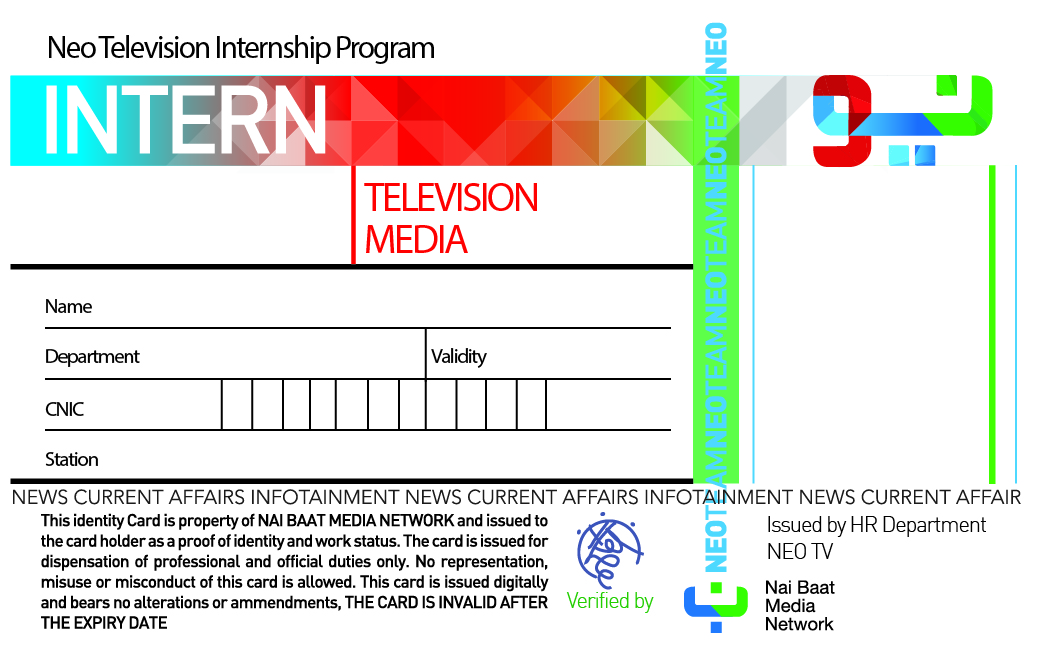 Neo Television Internship Program
INTERN
نیو
TELEVISION
MEDIA
NEOTEAMNEOTEAMNEOTEAMNEOTEAMNEOTEAMNEO
Name
Department Validity
CNIC
Station
NEWS CURRENT AFFAIRS INFOTAINMENT NEWS CURRENT AFFAIRS INFOTAINMENT NEWS CURRENT AFFAIR
This identity Card is property of NAI BAAT MEDIA NETWORK and issued to
the card holder as a proof of identity and work status. The card is issued for
dispensation of professional and official duties only. No representation,
misuse or misconduct of this card is allowed. This card is issued digitally
and bears no alterations or ammendments, THE CARD IS INVALID AFTER
THE EXPIRY DATE
Verified by
Issued by HR Department
NEO TV
Nai Baat
Media
Network